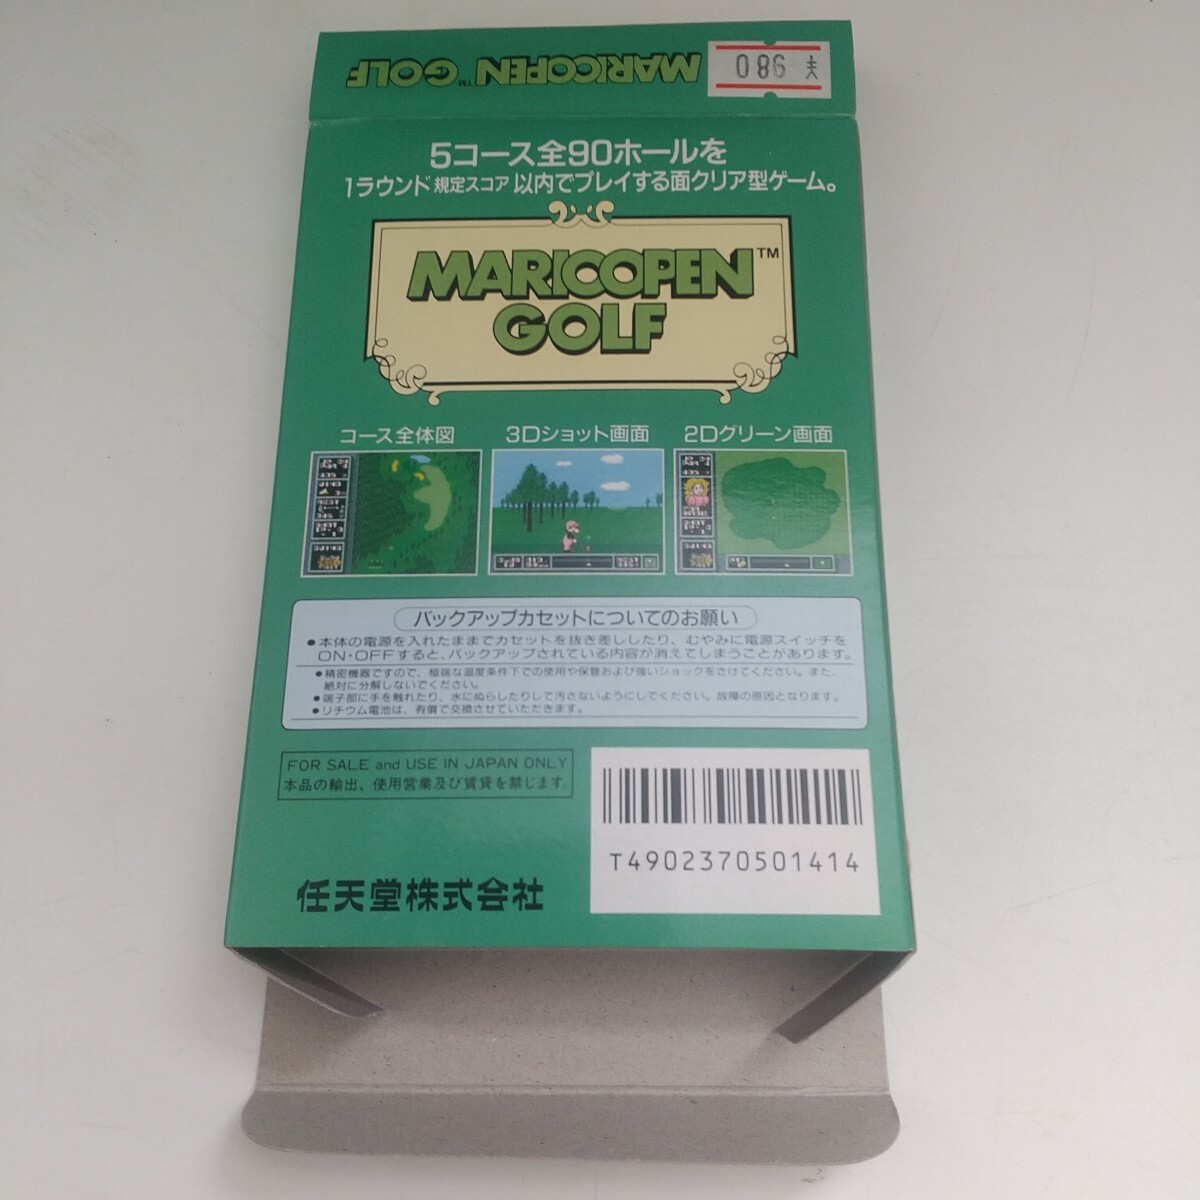 MARICOPEN GOLF™
980 夫
5コース全90ホールを
1ラウンド規定スコア以内でプレイする面クリア型ゲーム。
MARICOPEN™
GOLF
コース全体図 3Dショット画面 2Dグリーン画面
バックアップカセットについてのお願い
●本体の電源を入れたままでカセットを抜き差ししたり、むやみに電源スイッチを
ON・OFFすると、バックアップされている内容が消えてしまうことがあります。
●精密機器ですので、極端な温度条件下での使用や保管および強いショックをさけてください。また、
絶対に分解しないでください。
●端子部に手を触れたり、水にぬらしたりして汚さないようにしてください。故障の原因となります。
●リチウム電池は、有償で交換させていただきます。
FOR SALE and USE IN JAPAN ONLY
本品の輸出、使用営業及び賃貸を禁じます。
T4902370501414
任天堂株式会社